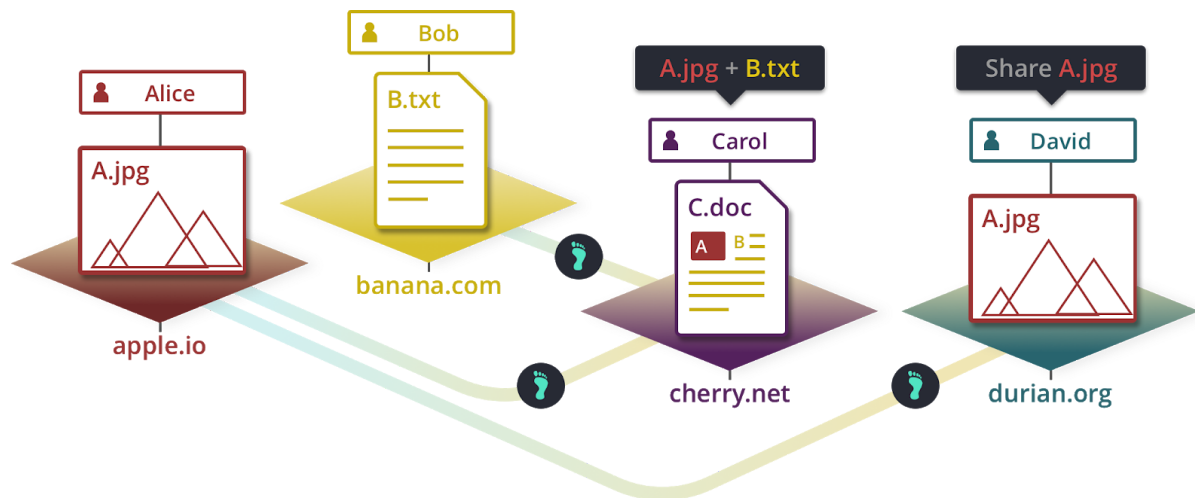 Alice
A.jpg
apple.io
Bob
B.txt
banana.com
A.jpg + B.txt
Carol
C.doc
A
B
cherry.net
Share A.jpg
David
A.jpg
durian.org